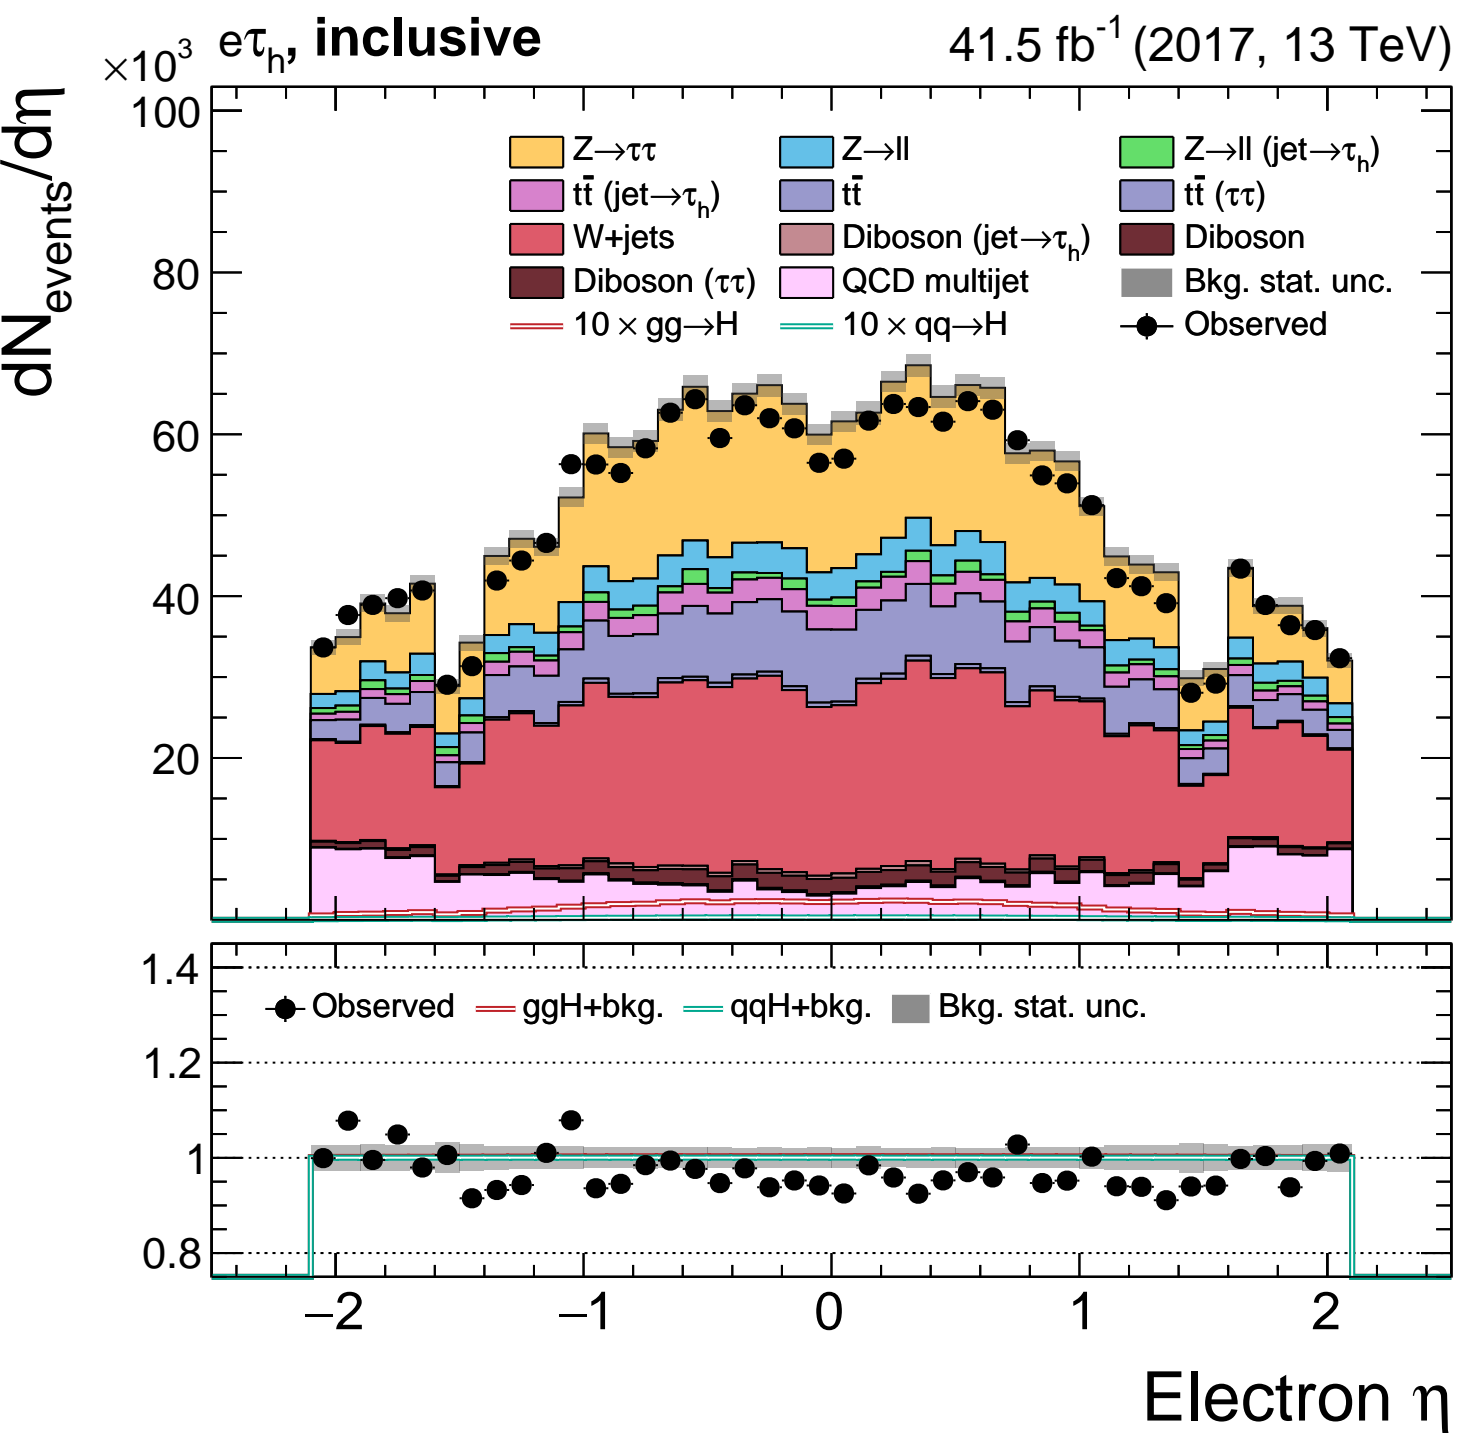 ×10³ eτh, inclusive 41.5 fb⁻¹ (2017, 13 TeV)
dNevents/dη
100
80
60
40
20
Z→ττ Z→ll Z→ll (jet→τh)
tt̄ (jet→τh) tt̄ tt̄ (ττ)
W+jets Diboson (jet→τh) Diboson
Diboson (ττ) QCD multijet Bkg. stat. unc.
10 × gg→H 10 × qq→H Observed
1.4
1.2
1
0.8
Observed ggH+bkg. qqH+bkg. Bkg. stat. unc.
−2 −1 0 1 2
Electron η